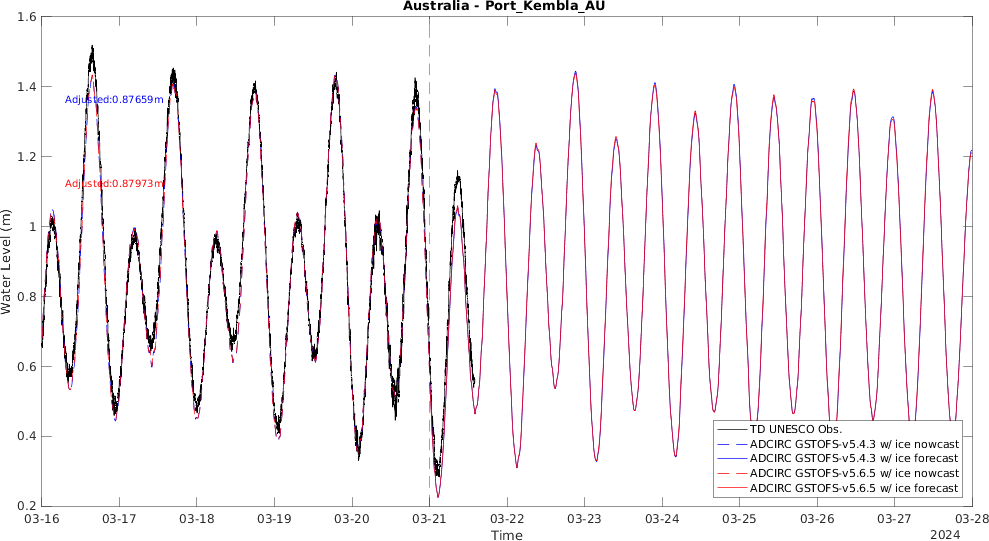 Australia - Port_Kembla_AU
1.6
1.4
1.2
1
0.8
0.6
0.4
0.2
Water Level (m)
Adjusted:0.87659m
Adjusted:0.87973m
TD UNESCO Obs.
ADCIRC GSTOFS-v5.4.3 w/ ice nowcast
ADCIRC GSTOFS-v5.4.3 w/ ice forecast
ADCIRC GSTOFS-v5.6.5 w/ ice nowcast
ADCIRC GSTOFS-v5.6.5 w/ ice forecast
03-16 03-17 03-18 03-19 03-20 03-21 03-22 03-23 03-24 03-25 03-26 03-27 03-28
Time
2024